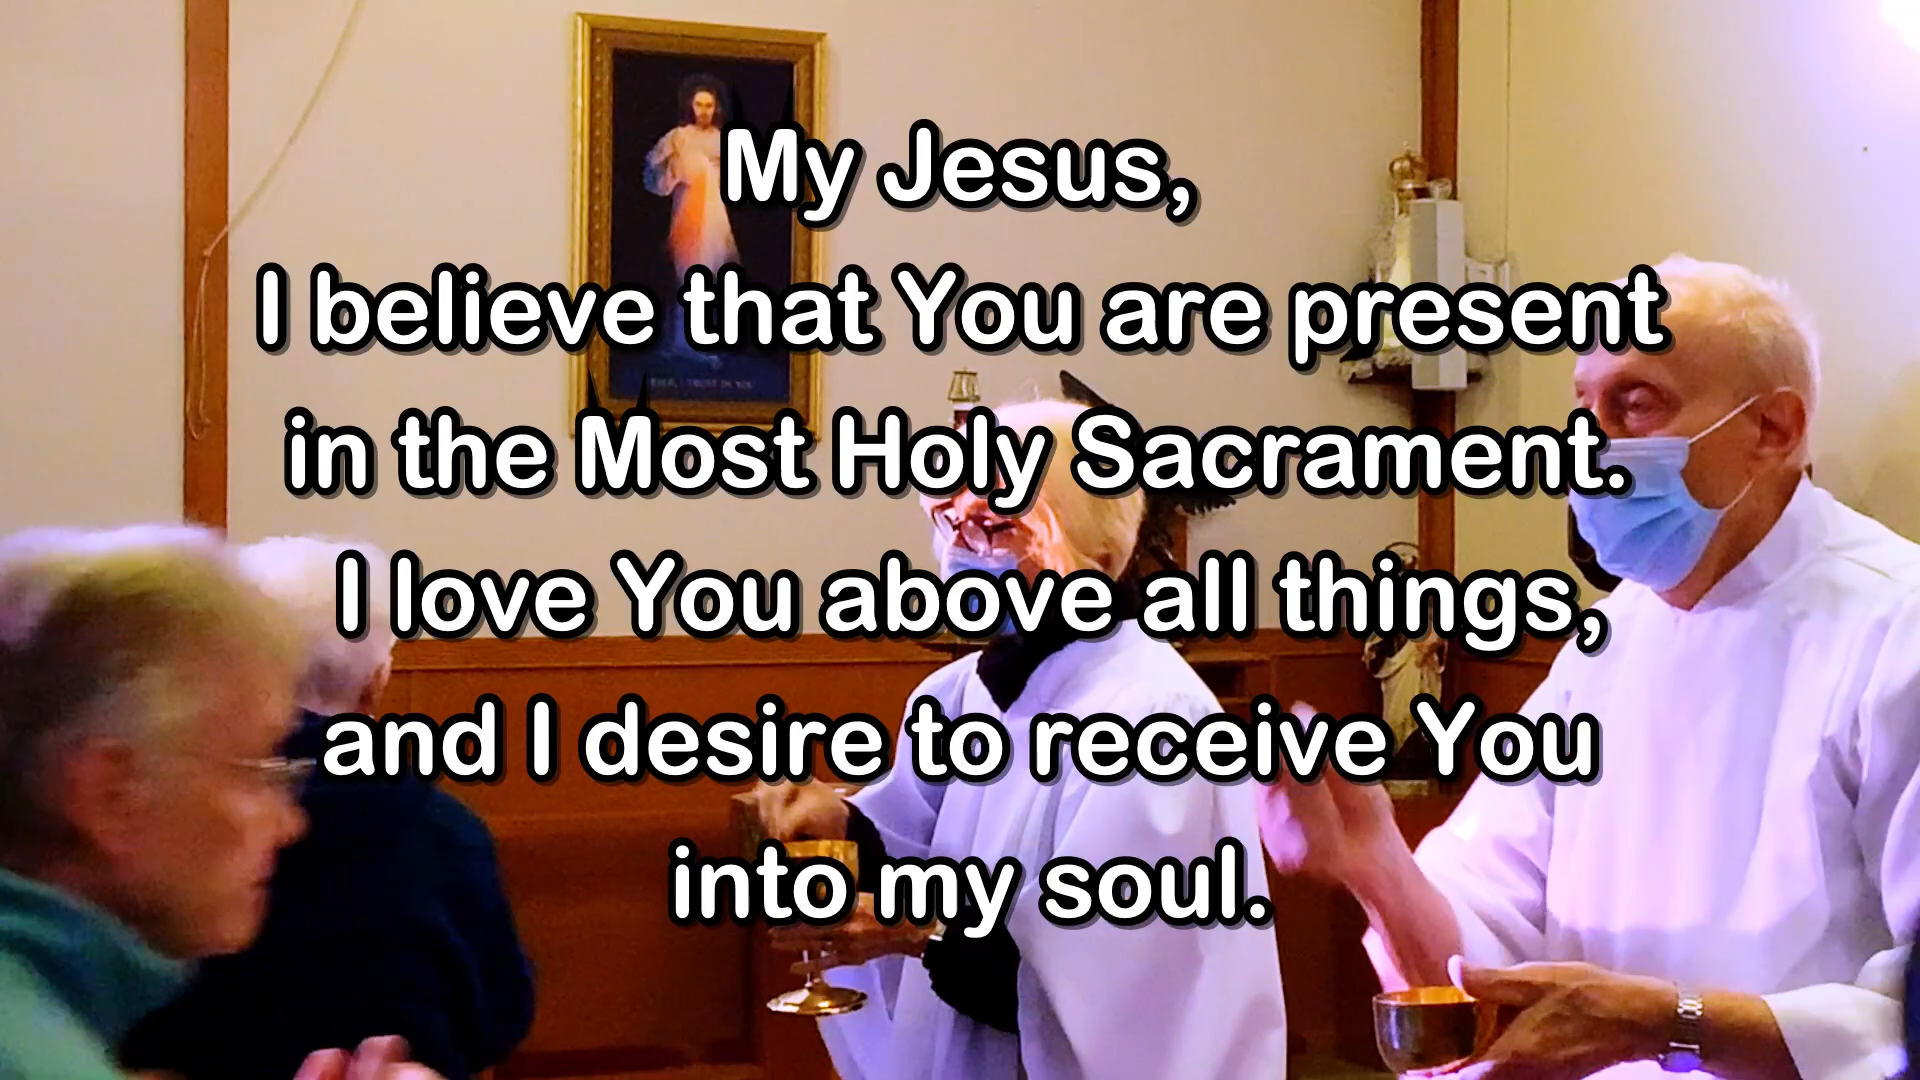 My Jesus,
I believe that You are present
in the Most Holy Sacrament.
I love You above all things,
and I desire to receive You
into my soul.